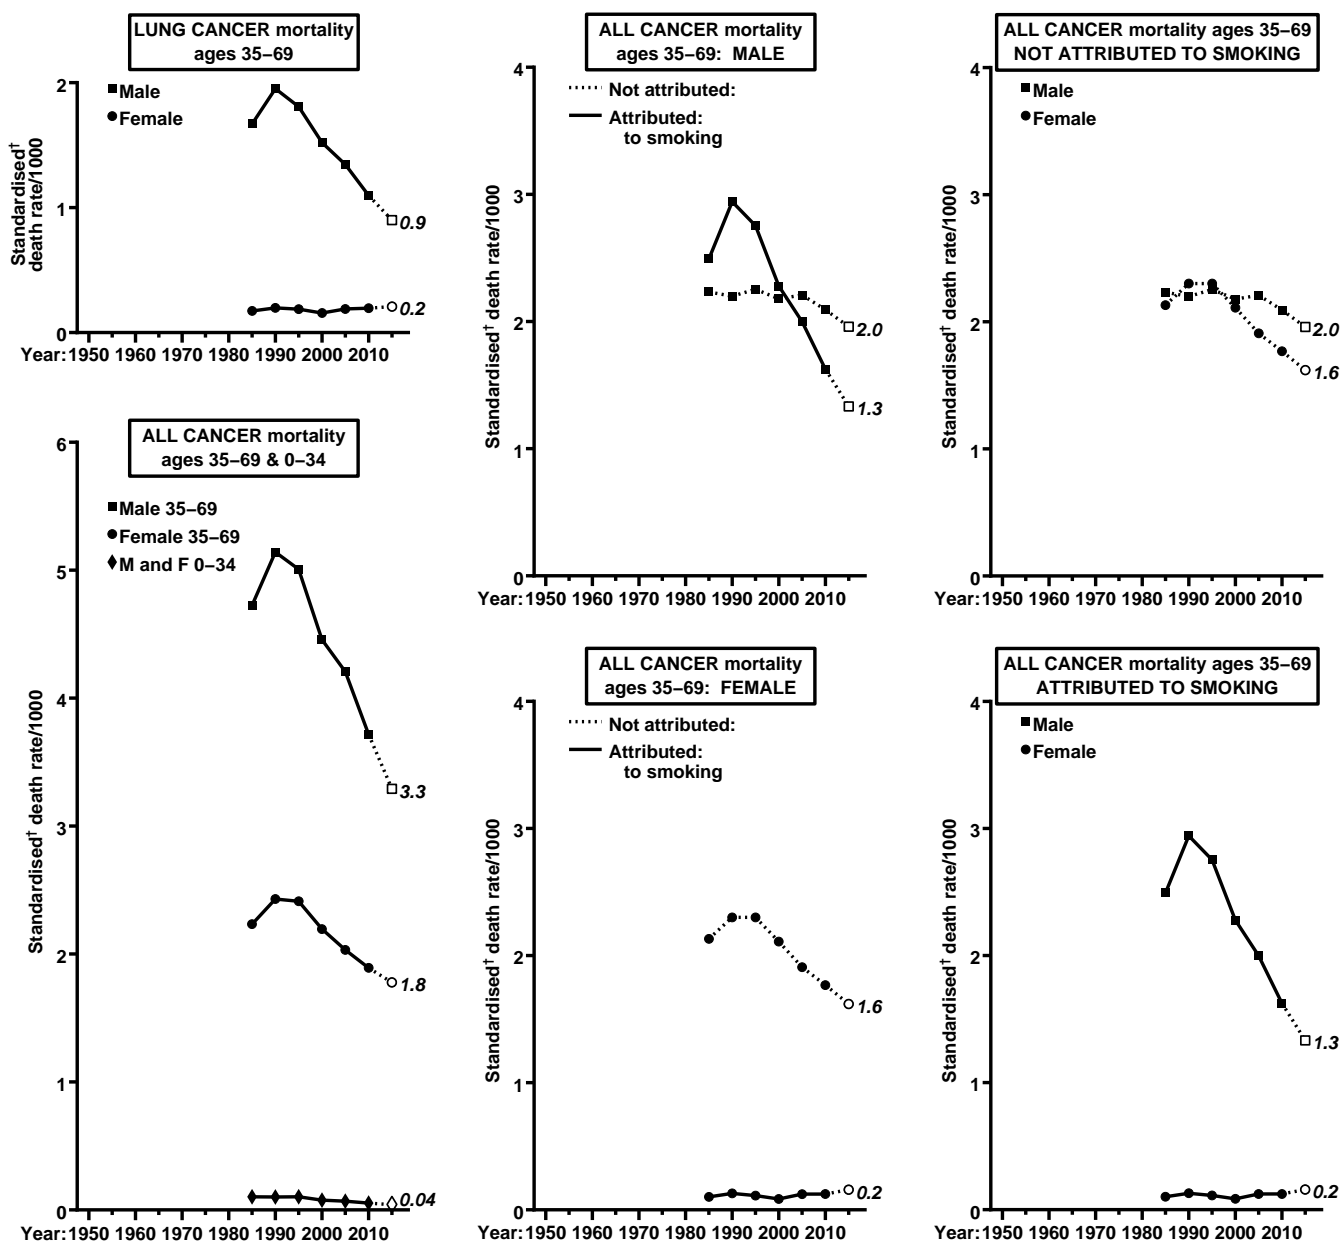 LUNG CANCER mortality
ages 35–69
2
1
0
Standardised†
death rate/1000
Male
Female
0.9
0.2
Year: 1950 1960 1970 1980 1990 2000 2010
ALL CANCER mortality
ages 35–69 & 0–34
6
5
4
3
2
1
0
Standardised† death rate/1000
Male 35–69
Female 35–69
M and F 0–34
3.3
1.8
0.04
Year: 1950 1960 1970 1980 1990 2000 2010
ALL CANCER mortality
ages 35–69: MALE
4
3
2
1
0
Standardised† death rate/1000
Not attributed:
Attributed:
to smoking
2.0
1.3
Year: 1950 1960 1970 1980 1990 2000 2010
ALL CANCER mortality
ages 35–69: FEMALE
4
3
2
1
0
Standardised† death rate/1000
Not attributed:
Attributed:
to smoking
1.6
0.2
Year: 1950 1960 1970 1980 1990 2000 2010
ALL CANCER mortality ages 35–69
NOT ATTRIBUTED TO SMOKING
4
3
2
1
0
Standardised† death rate/1000
Male
Female
2.0
1.6
Year: 1950 1960 1970 1980 1990 2000 2010
ALL CANCER mortality ages 35–69
ATTRIBUTED TO SMOKING
4
3
2
1
0
Standardised† death rate/1000
Male
Female
1.3
0.2
Year: 1950 1960 1970 1980 1990 2000 2010